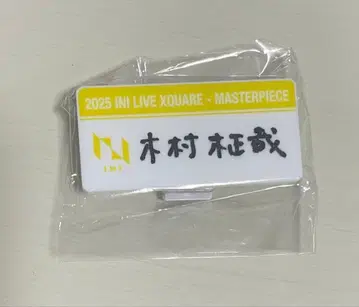 2025 INI LIVE XQUARE - MASTERPIECE
INI
木村 柾哉